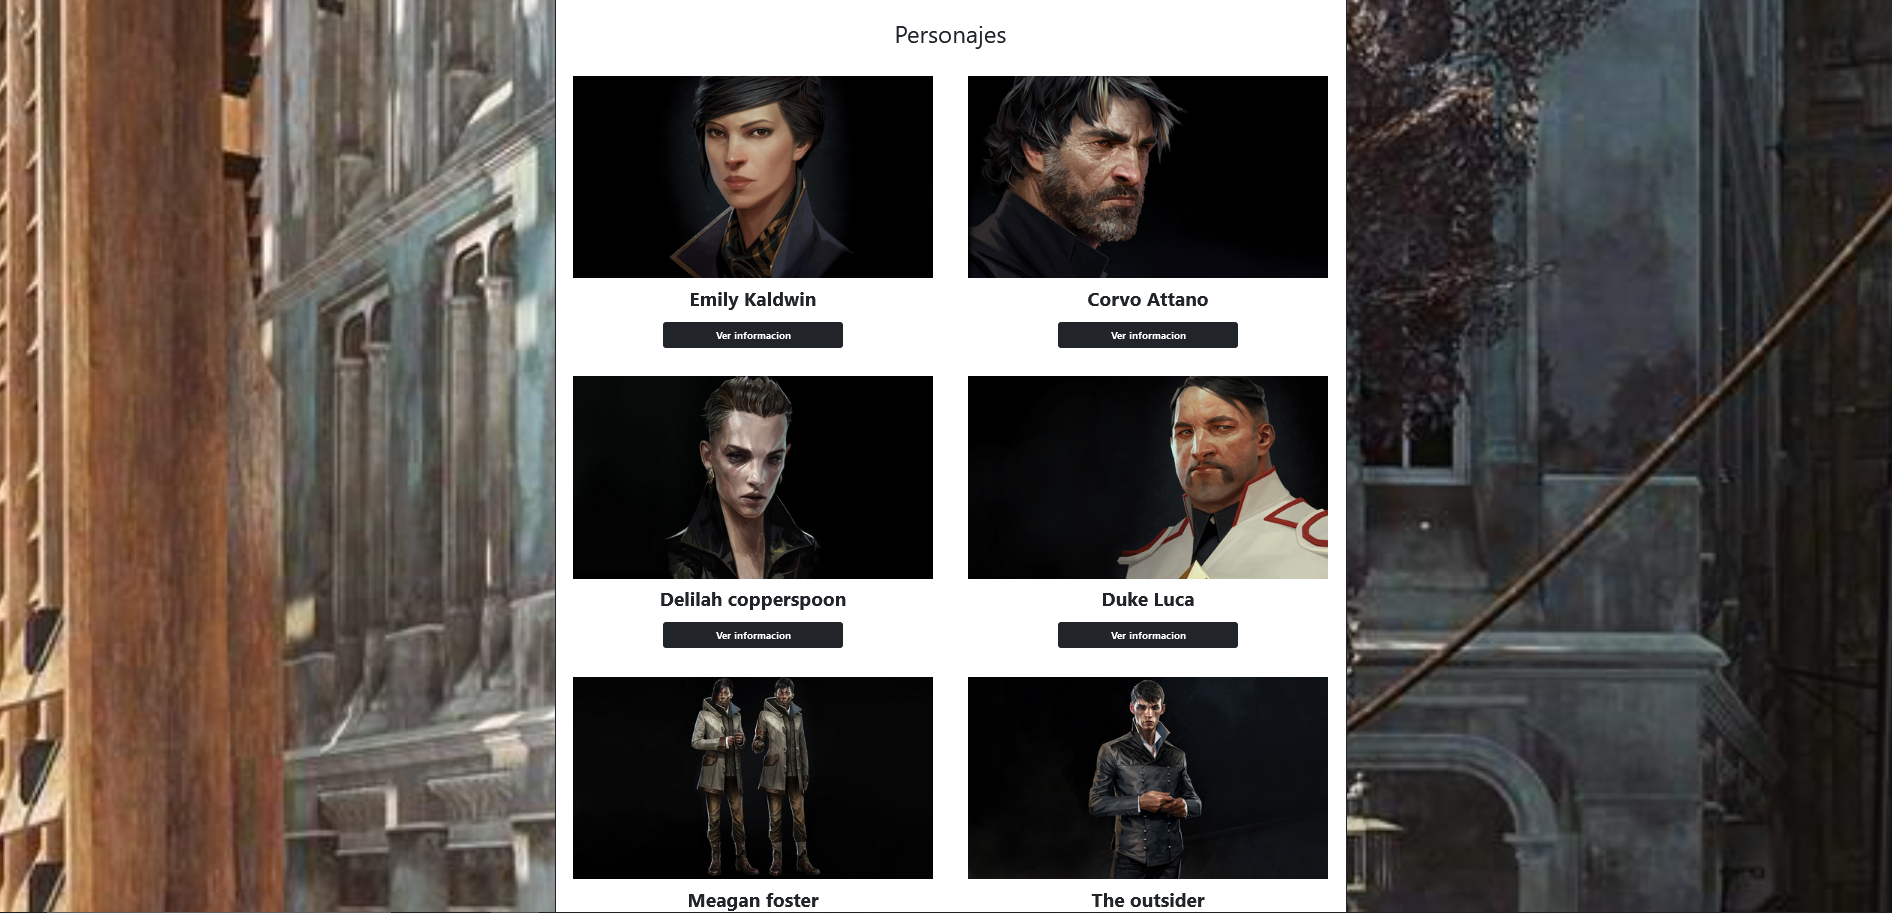 Personajes
Emily Kaldwin
Corvo Attano
Ver informacion
Ver informacion
Delilah copperspoon
Duke Luca
Ver informacion
Ver informacion
Meagan foster
The outsider